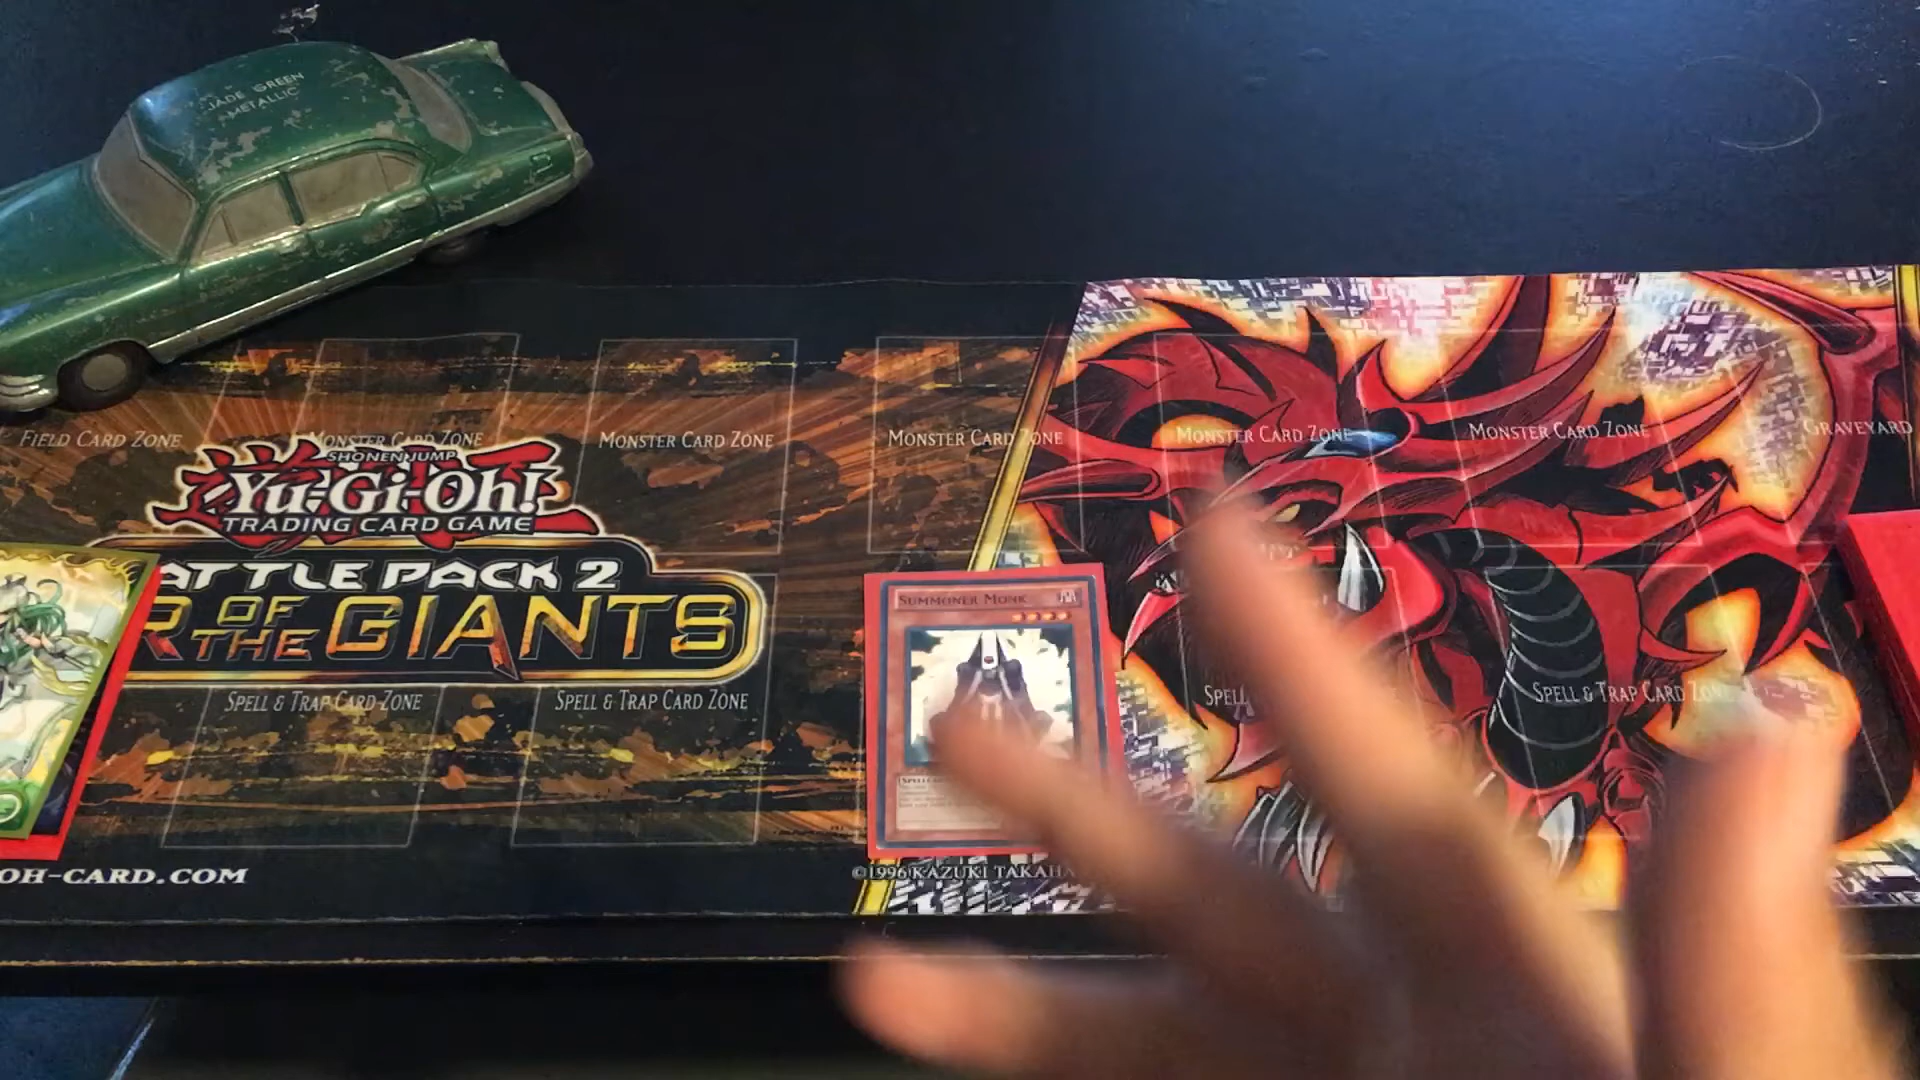 JADE GREEN
METALLIC
FIELD CARD ZONE
MONSTER CARD ZONE
MONSTER CARD ZONE
MONSTER CARD ZONE
MONSTER CARD ZONE
MONSTER CARD ZONE
GRAVEYARD
SHONEN JUMP
Yu-Gi-Oh!
TRADING CARD GAME
ATTLE PACK 2
R OF THE GIANTS
SUMMONER MONK
SPELL & TRAP CARD ZONE
SPELL & TRAP CARD ZONE
SPELL
SPELL & TRAP CARD ZONE
OH-CARD.COM
©1996 KAZUKI TAKAHA